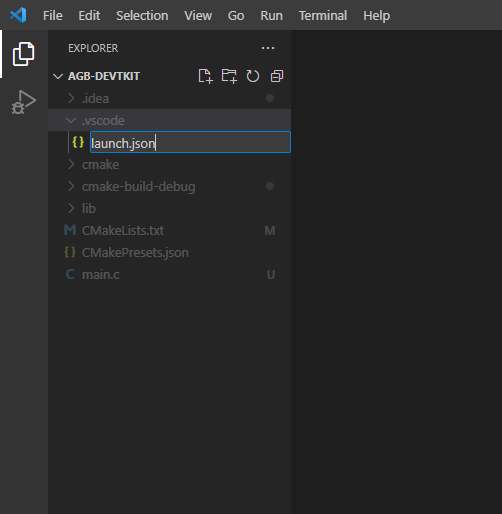 File Edit Selection View Go Run Terminal Help
EXPLORER ...
AGB-DEVTKIT
.idea
.vscode
{} launch.json
cmake
cmake-build-debug
lib
M CMakeLists.txt M
{} CMakePresets.json
C main.c U